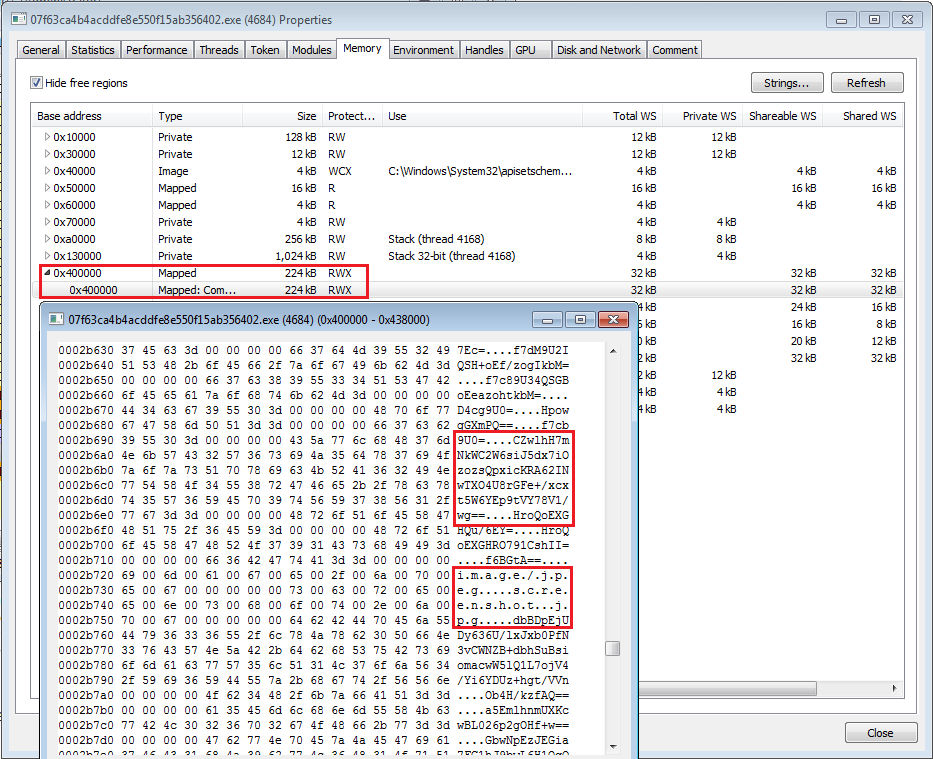 07f63ca4b4acddfe8e550f15ab356402.exe (4684) Properties
General Statistics Performance Threads Token Modules Memory Environment Handles GPU Disk and Network Comment
Hide free regions Strings... Refresh
Base address Type Size Protect... Use Total WS Private WS Shareable WS Shared WS
0x10000 Private 128 kB RW 12 kB 12 kB
0x30000 Private 12 kB RW 12 kB 12 kB
0x40000 Image 4 kB WCX C:\Windows\System32\apisetschem... 4 kB 4 kB 4 kB
0x50000 Mapped 16 kB R 16 kB 16 kB 16 kB
0x60000 Mapped 4 kB R 4 kB 4 kB 4 kB
0x70000 Private 4 kB RW 4 kB 4 kB
0xa0000 Private 256 kB RW Stack (thread 4168) 8 kB 8 kB
0x130000 Private 1,024 kB RW Stack 32-bit (thread 4168) 4 kB 4 kB
0x400000 Mapped 224 kB RWX 32 kB 32 kB 32 kB
0x400000 Mapped: Com... 224 kB RWX 32 kB 32 kB 32 kB
24 kB 16 kB
16 kB 8 kB
20 kB 12 kB
32 kB 32 kB
12 kB
4 kB
4 kB
07f63ca4b4acddfe8e550f15ab356402.exe (4684) (0x400000 - 0x438000)
0002b630 37 45 63 3d 00 00 00 00 66 37 64 4d 39 55 32 49 7Ec=....f7dM9U2I
0002b640 51 53 48 2b 6f 45 66 2f 7a 6f 67 49 6b 62 4d 3d QSH+oEf/zogIkbM=
0002b650 00 00 00 00 66 37 63 38 39 55 33 34 51 53 47 42 ....f7c89U34QSGB
0002b660 6f 45 65 61 7a 6f 68 74 6b 62 4d 3d 00 00 00 00 oEeazohtkbM=....
0002b670 44 34 63 67 39 55 30 3d 00 00 00 00 48 70 6f 77 D4cg9U0=....Hpow
0002b680 67 47 58 6d 50 51 3d 3d 00 00 00 00 66 37 63 62 gGXmPQ==....f7cb
0002b690 39 55 30 3d 00 00 00 00 43 5a 77 6c 68 48 37 6d 9U0=....CZwlhH7m
0002b6a0 4e 6b 57 43 32 57 36 73 69 4a 35 64 78 37 69 4f NkWC2W6siJ5dx7iO
0002b6b0 7a 6f 7a 73 51 70 78 69 63 4b 52 41 36 32 49 4e zozsQpxicKRA62IN
0002b6c0 77 54 58 4f 34 55 38 72 47 46 65 2b 2f 78 63 78 wTXO4U8rGFe+/xcx
0002b6d0 74 35 57 36 59 45 70 39 74 56 59 37 38 56 31 2f t5W6YEp9tVY78V1/
0002b6e0 77 67 3d 3d 00 00 00 00 48 72 6f 51 6f 45 58 47 wg==....HroQoEXG
0002b6f0 48 51 75 2f 36 45 59 3d 00 00 00 00 48 72 6f 51 HQu/6EY=....HroQ
0002b700 6f 45 58 47 48 52 4f 37 39 31 43 73 68 49 49 3d oEXGHRO791CshII=
0002b710 00 00 00 00 66 36 42 47 74 41 3d 3d 00 00 00 00 ....f6BGtA==....
0002b720 69 00 6d 00 61 00 67 00 65 00 2f 00 6a 00 70 00 i.m.a.g.e./.j.p.
0002b730 65 00 67 00 00 00 00 00 73 00 63 00 72 00 65 00 e.g.....s.c.r.e.
0002b740 65 00 6e 00 73 00 68 00 6f 00 74 00 2e 00 6a 00 e.n.s.h.o.t...j.
0002b750 70 00 67 00 00 00 00 00 64 62 42 44 70 45 6a 55 p.g.....dbBDpEjU
0002b760 44 79 36 33 36 55 2f 6c 78 4a 78 62 30 50 66 4e Dy636U/lxJxb0PfN
0002b770 33 76 43 57 4e 5a 42 2b 64 62 68 53 75 42 73 69 3vCWNZB+dbhSuBsi
0002b780 6f 6d 61 63 77 57 35 6c 51 31 4c 37 6f 6a 56 34 omacwW5lQ1L7ojV4
0002b790 2f 59 69 36 59 44 55 7a 2b 68 67 74 2f 56 56 6e /Yi6YDUz+hgt/VVn
0002b7a0 00 00 00 00 4f 62 34 48 2f 6b 7a 66 41 51 3d 3d ....Ob4H/kzfAQ==
0002b7b0 00 00 00 00 61 35 45 6d 6c 68 6e 6d 55 58 4b 63 ....a5EmlhnmUXKc
0002b7c0 77 42 4c 30 32 36 70 32 67 4f 48 66 2b 77 3d 3d wBL026p2gOHf+w==
0002b7d0 00 00 00 00 47 62 77 4e 70 45 7a 4a 45 47 69 61 ....GbwNpEzJEGia
Close